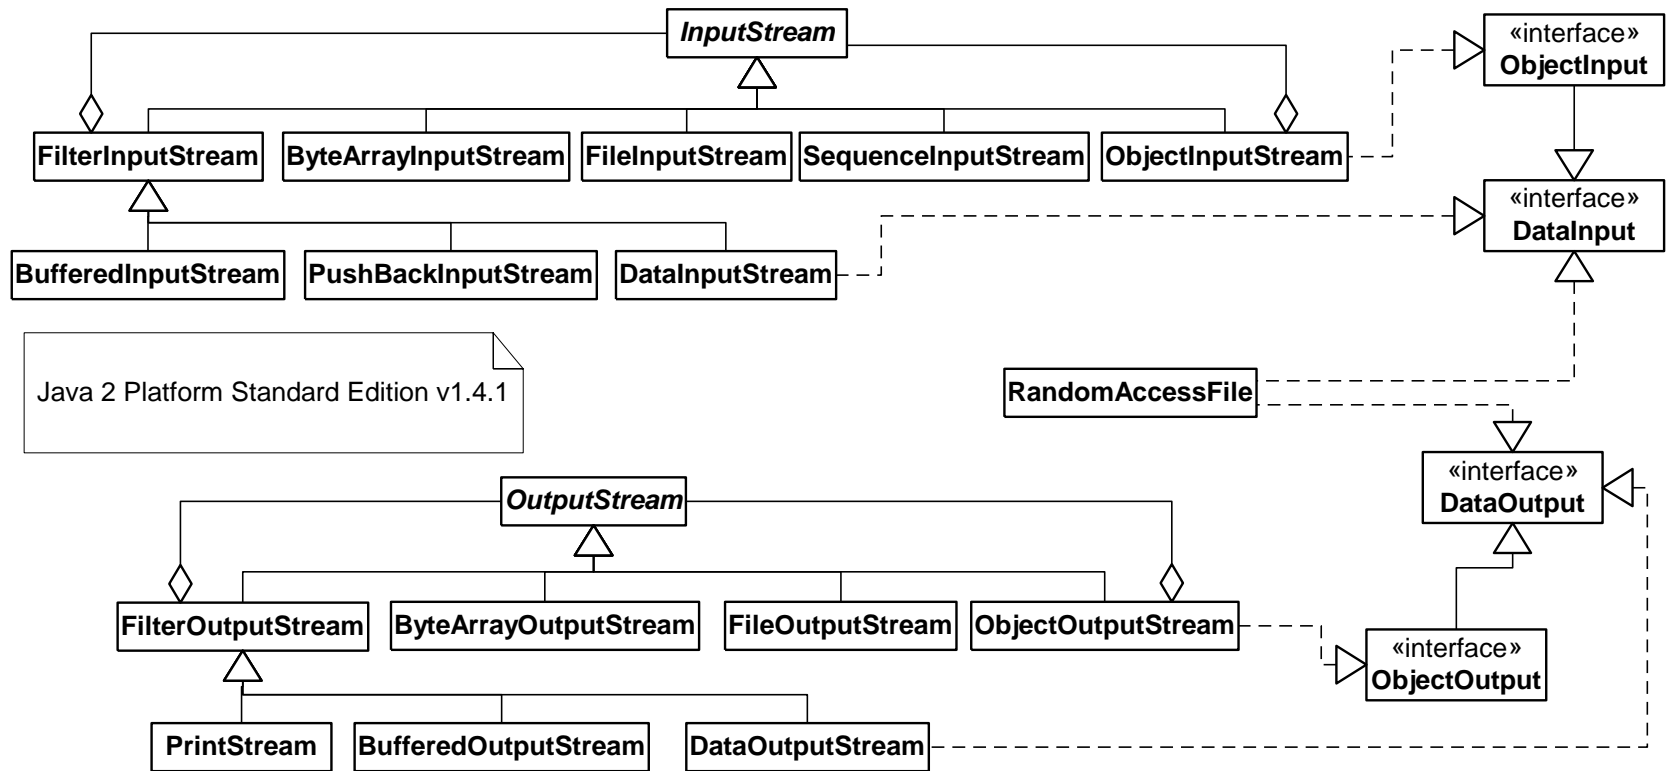 InputStream
«interface»
ObjectInput
FilterInputStream
ByteArrayInputStream
FileInputStream
SequenceInputStream
ObjectInputStream
«interface»
DataInput
BufferedInputStream
PushBackInputStream
DataInputStream
Java 2 Platform Standard Edition v1.4.1
RandomAccessFile
«interface»
DataOutput
OutputStream
FilterOutputStream
ByteArrayOutputStream
FileOutputStream
ObjectOutputStream
«interface»
ObjectOutput
PrintStream
BufferedOutputStream
DataOutputStream